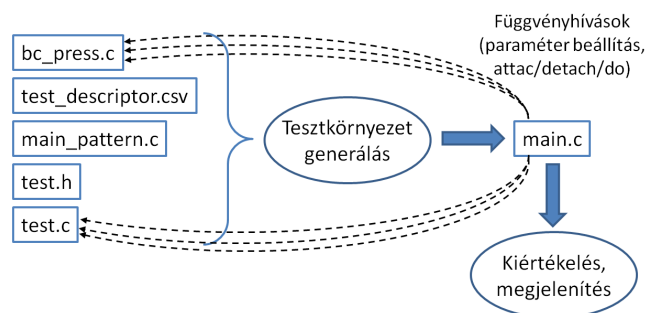 Függvényhívások
(paraméter beállítás,
attac/detach/do)
bc_press.c
test_descriptor.csv
main_pattern.c
test.h
test.c
Tesztkörnyezet
generálás
main.c
Kiértékelés,
megjelenítés